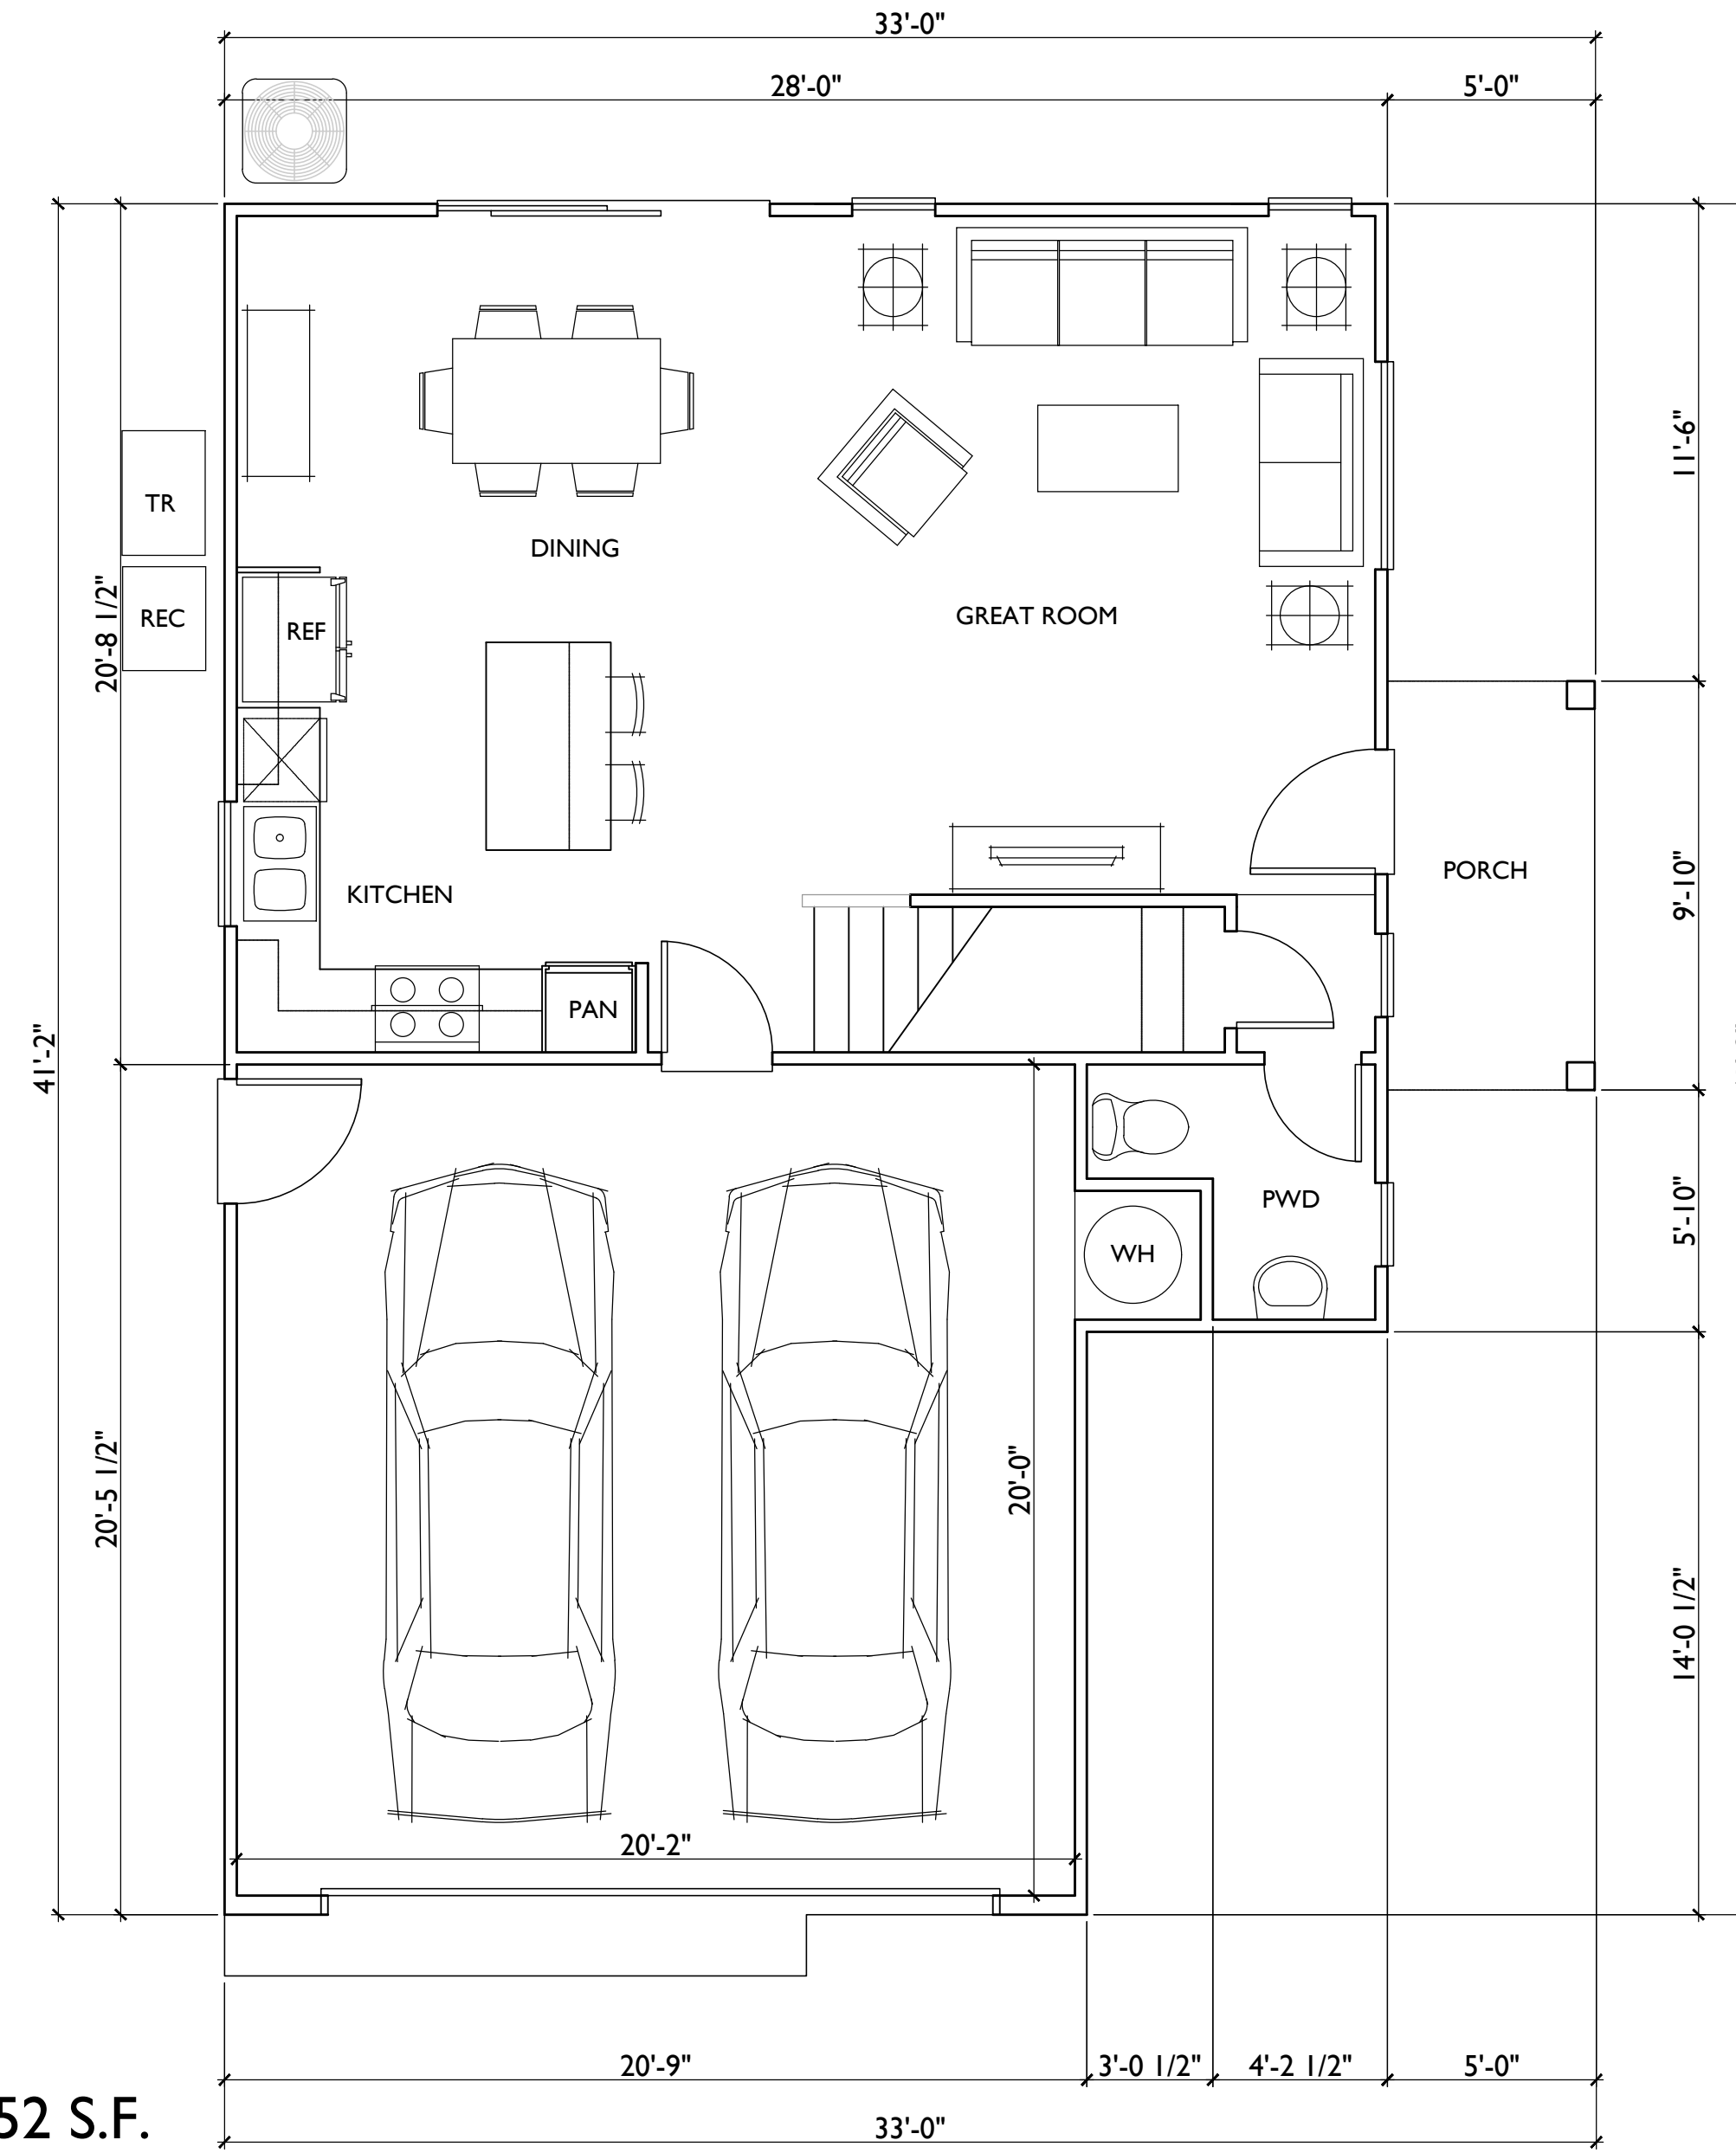 33'-0"
28'-0"
5'-0"
11'-6"
TR
DINING
20'-8 1/2"
REC
REF
GREAT ROOM
PORCH
9'-10"
KITCHEN
PAN
41'-2"
PWD
5'-10"
WH
20'-5 1/2"
20'-0"
14'-0 1/2"
20'-2"
20'-9"
3'-0 1/2"
4'-2 1/2"
5'-0"
52 S.F.
33'-0"